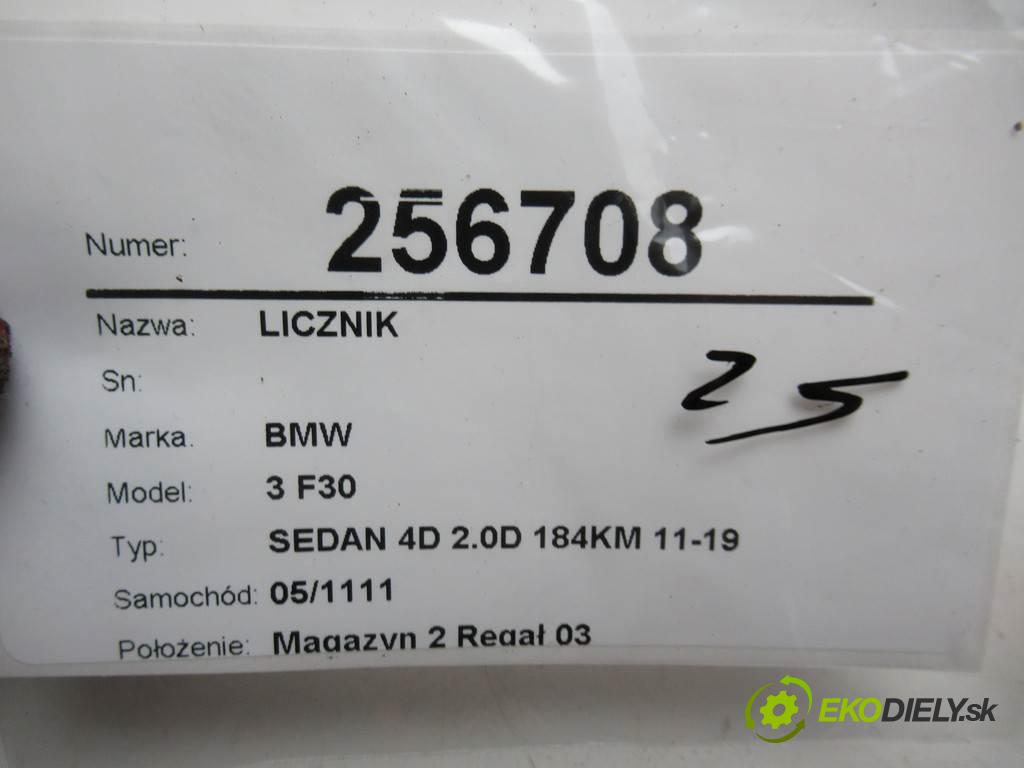 Numer: 256708
Nazwa: LICZNIK
Sn:
25
Marka. BMW
Model: 3 F30
Typ: SEDAN 4D 2.0D 184KM 11-19
Samochód: 05/1111
Położenie: Magazyn 2 Regał 03
EKODIELY.sk